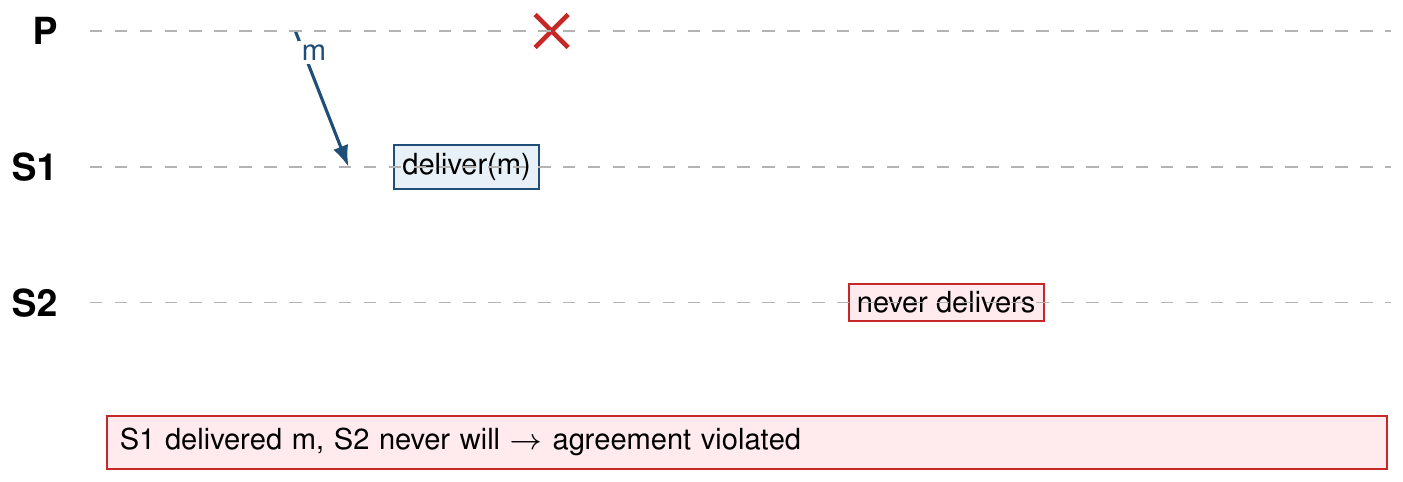 P
m
S1
deliver(m)
S2
never delivers
S1 delivered m, S2 never will → agreement violated